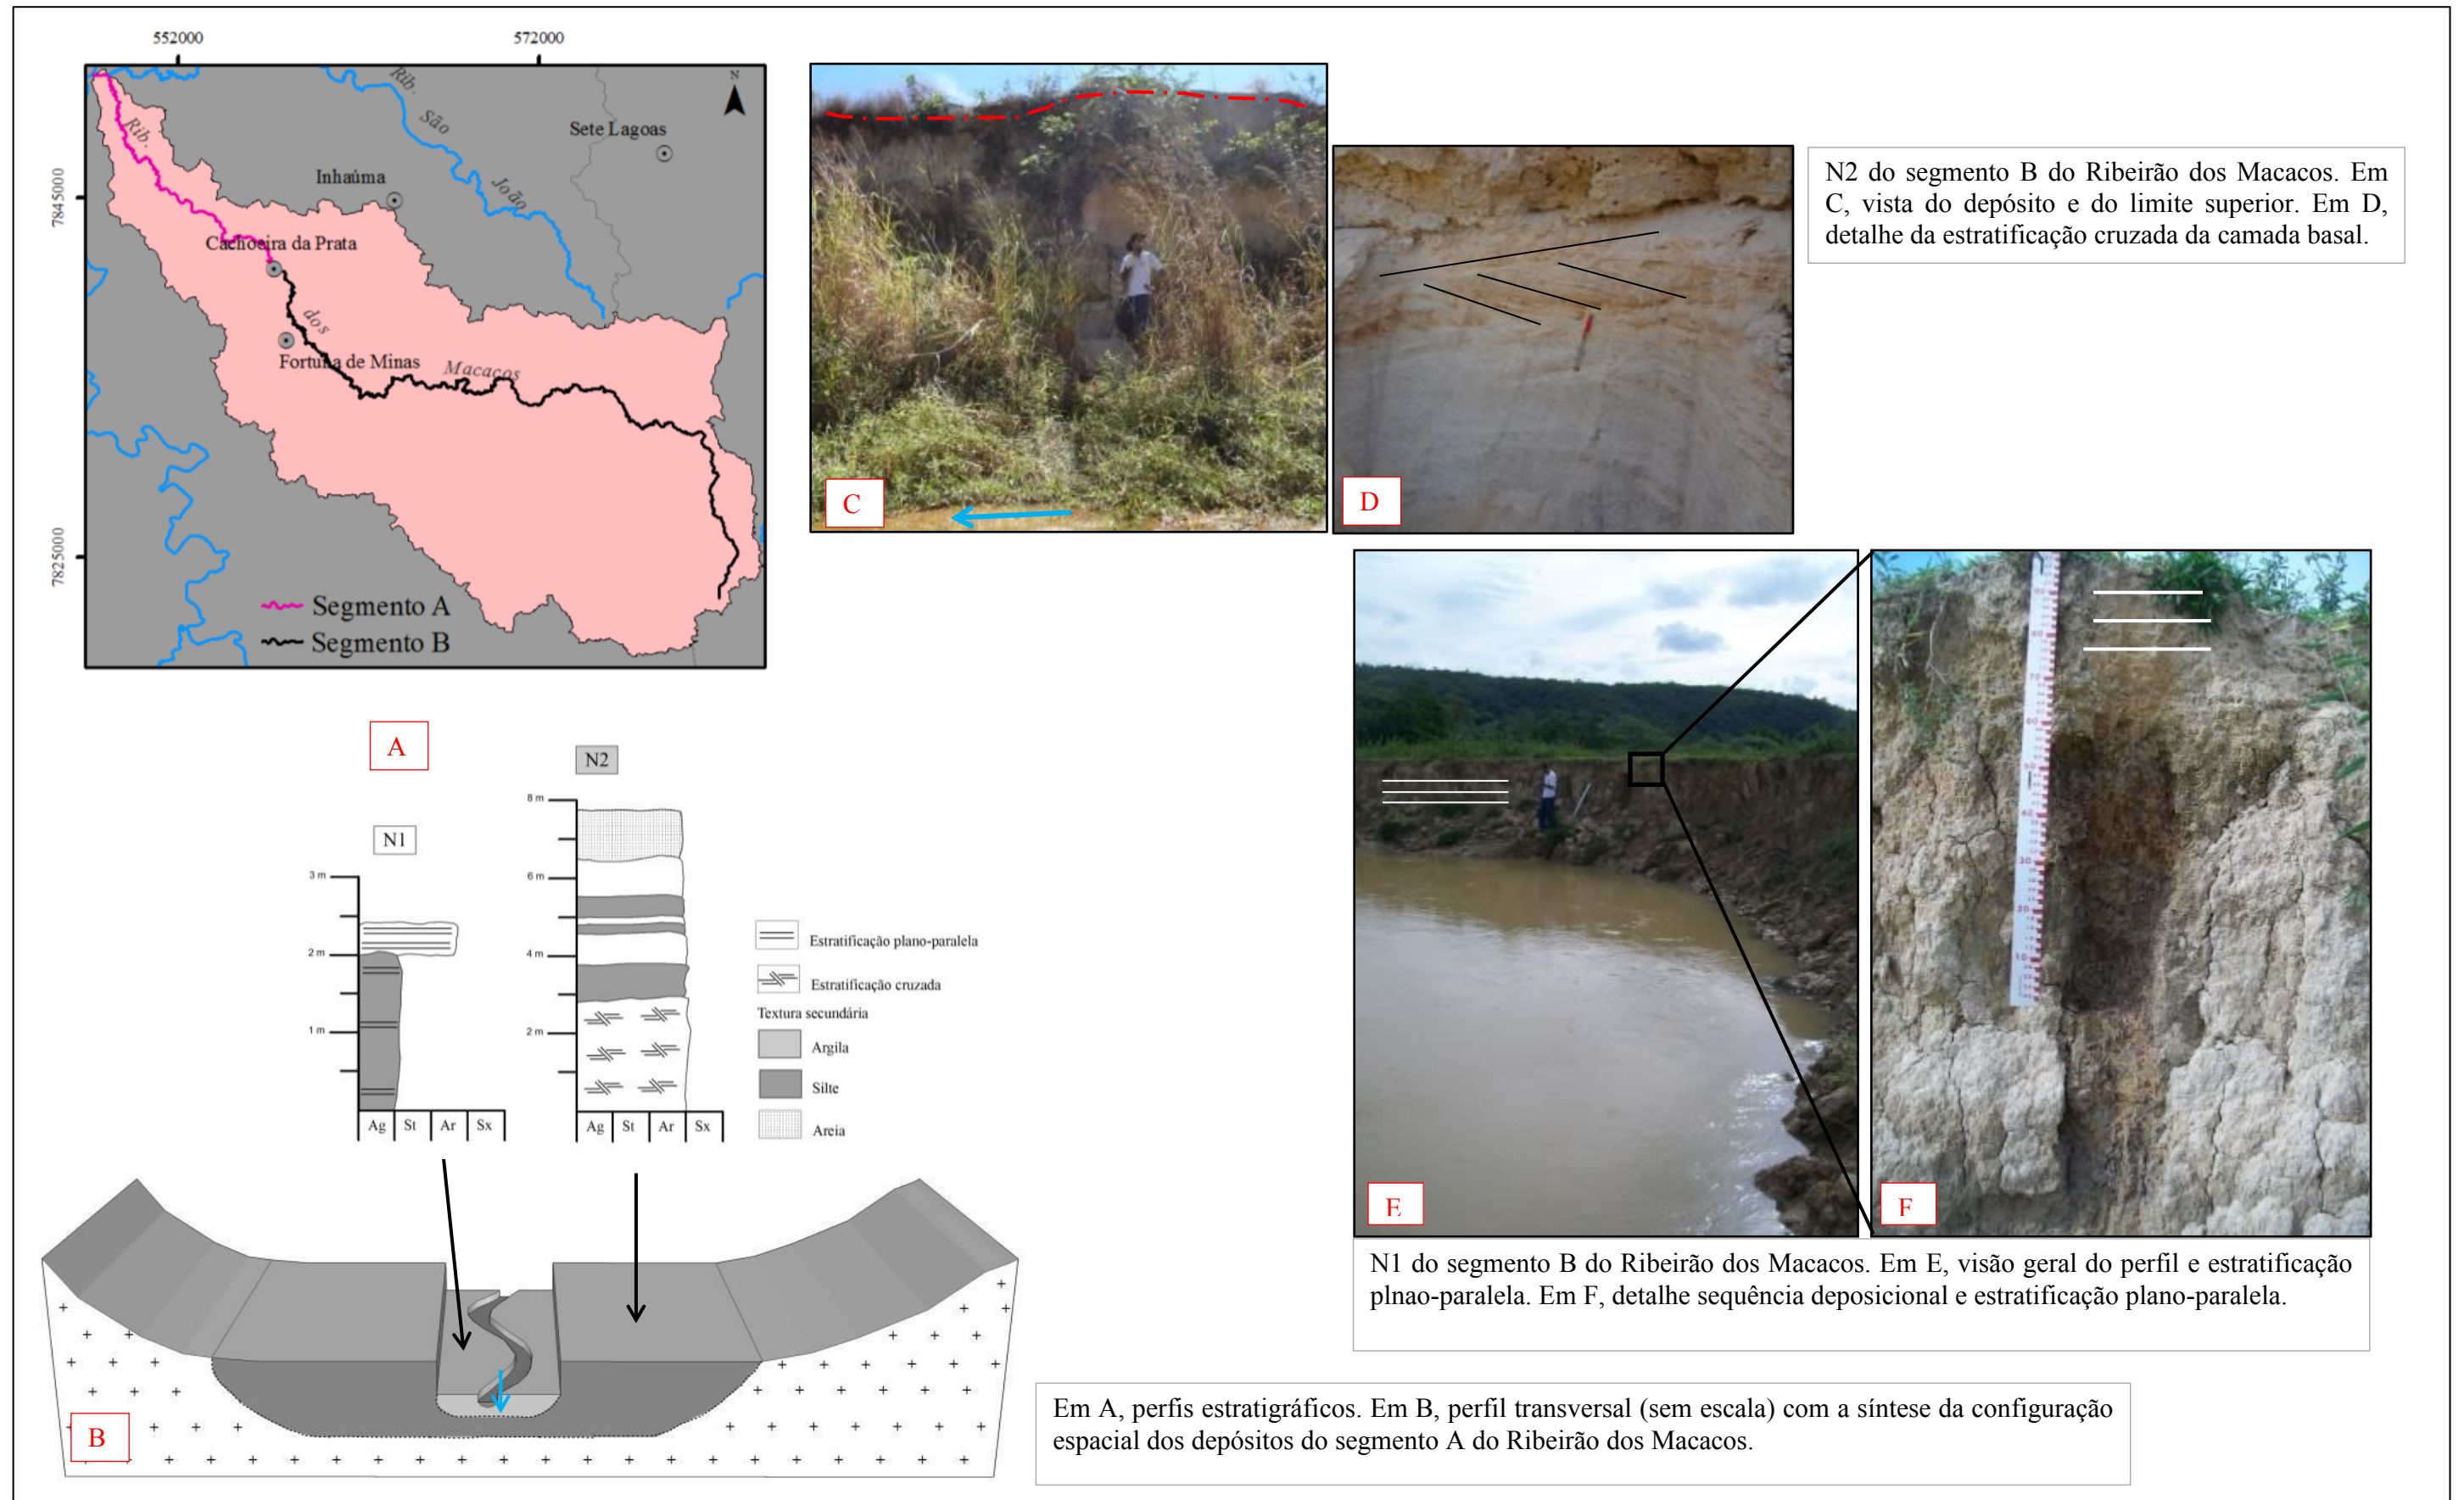 552000
572000
7845000
7825000
N
Rib.
São
João
Sete Lagoas
Inhaúma
Rib.
Cachoeira da Prata
dos
Fortuna de Minas
Macacos
Segmento A
Segmento B
C
D
N2 do segmento B do Ribeirão dos Macacos. Em
C, vista do depósito e do limite superior. Em D,
detalhe da estratificação cruzada da camada basal.
A
N1
3 m
2 m
1 m
Ag St Ar Sx
N2
8 m
6 m
4 m
2 m
Ag St Ar Sx
Estratificação plano-paralela
Estratificação cruzada
Textura secundária
Argila
Silte
Areia
B
E
F
N1 do segmento B do Ribeirão dos Macacos. Em E, visão geral do perfil e estratificação
plnao-paralela. Em F, detalhe sequência deposicional e estratificação plano-paralela.
Em A, perfis estratigráficos. Em B, perfil transversal (sem escala) com a síntese da configuração
espacial dos depósitos do segmento A do Ribeirão dos Macacos.